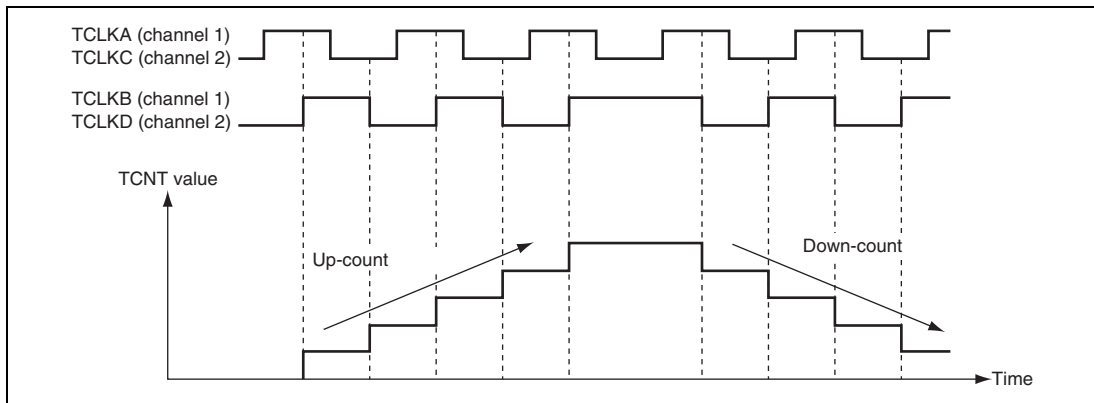 TCLKA (channel 1)
TCLKC (channel 2)
TCLKB (channel 1)
TCLKD (channel 2)
TCNT value
Up-count
Down-count
Time